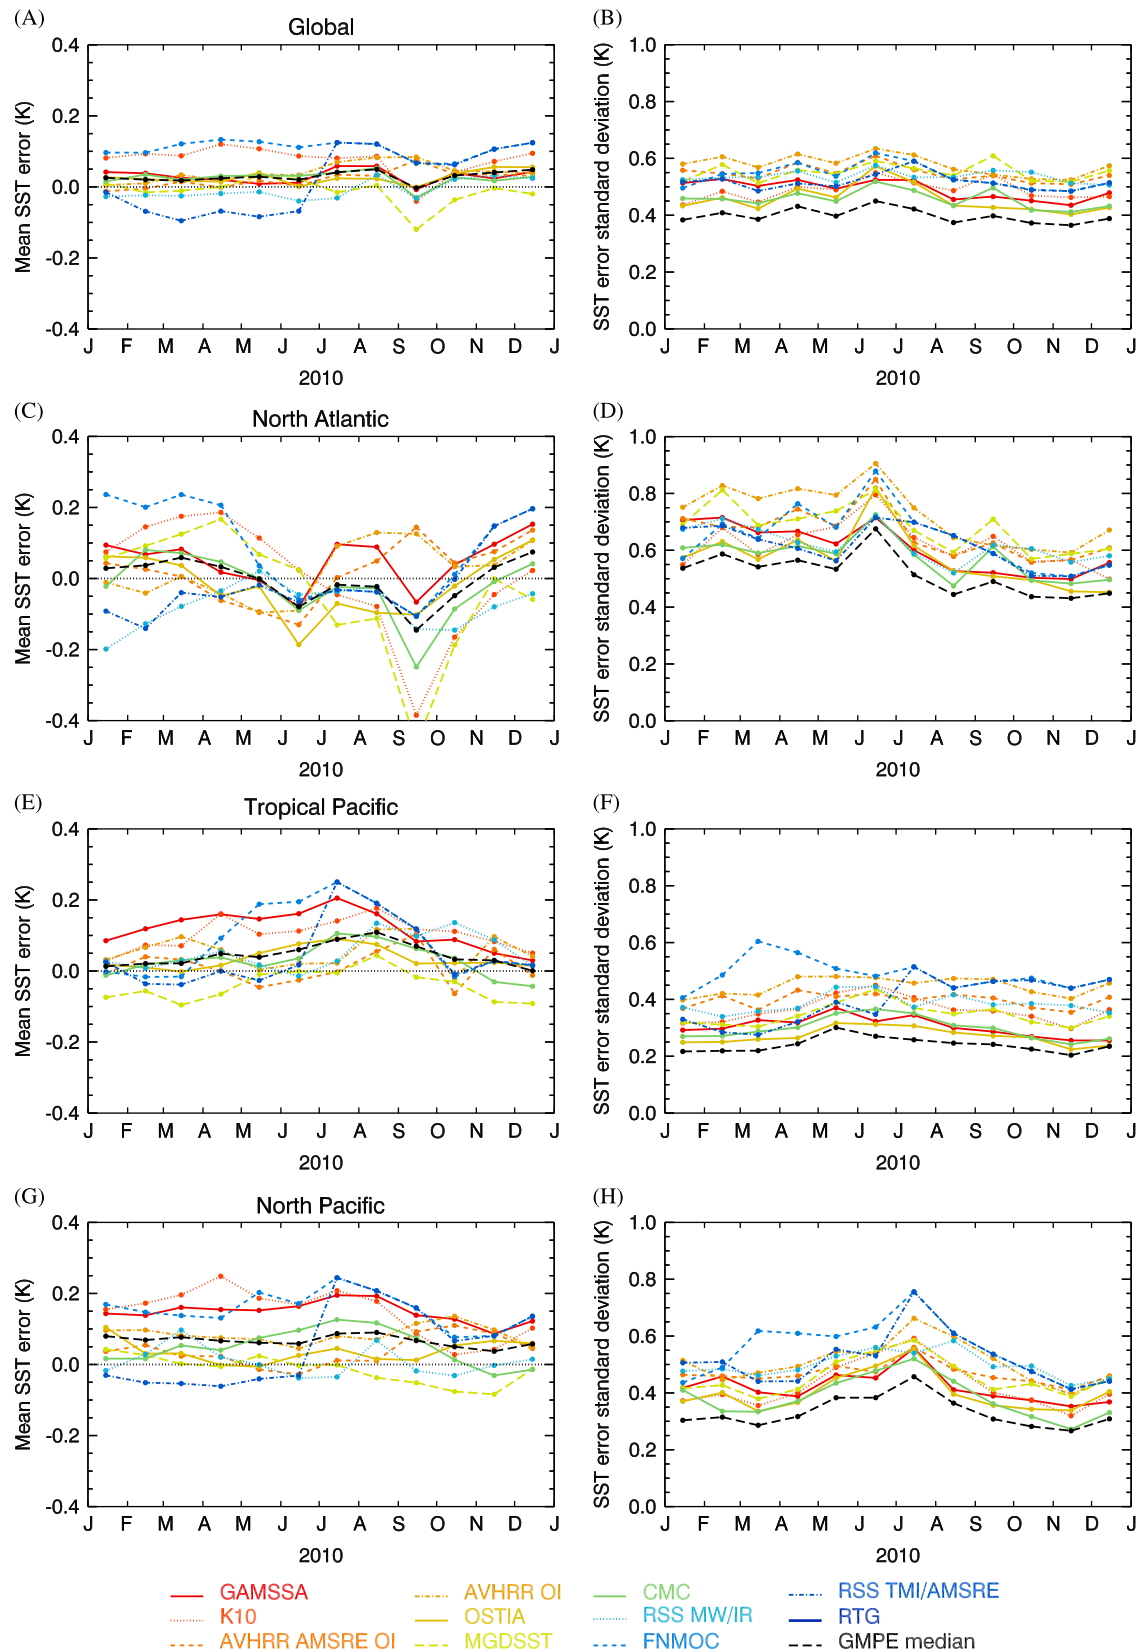 (A)
Global
Mean SST error (K)
0.4
0.2
0.0
-0.2
-0.4
J F M A M J J A S O N D J
2010
(B)
SST error standard deviation (K)
1.0
0.8
0.6
0.4
0.2
0.0
J F M A M J J A S O N D J
2010
(C)
North Atlantic
Mean SST error (K)
0.4
0.2
0.0
-0.2
-0.4
J F M A M J J A S O N D J
2010
(D)
SST error standard deviation (K)
1.0
0.8
0.6
0.4
0.2
0.0
J F M A M J J A S O N D J
2010
(E)
Tropical Pacific
Mean SST error (K)
0.4
0.2
0.0
-0.2
-0.4
J F M A M J J A S O N D J
2010
(F)
SST error standard deviation (K)
1.0
0.8
0.6
0.4
0.2
0.0
J F M A M J J A S O N D J
2010
(G)
North Pacific
Mean SST error (K)
0.4
0.2
0.0
-0.2
-0.4
J F M A M J J A S O N D J
2010
(H)
SST error standard deviation (K)
1.0
0.8
0.6
0.4
0.2
0.0
J F M A M J J A S O N D J
2010
GAMSSA
K10
AVHRR AMSRE OI
AVHRR OI
OSTIA
MGDSST
CMC
RSS MW/IR
FNMOC
RSS TMI/AMSRE
RTG
GMPE median